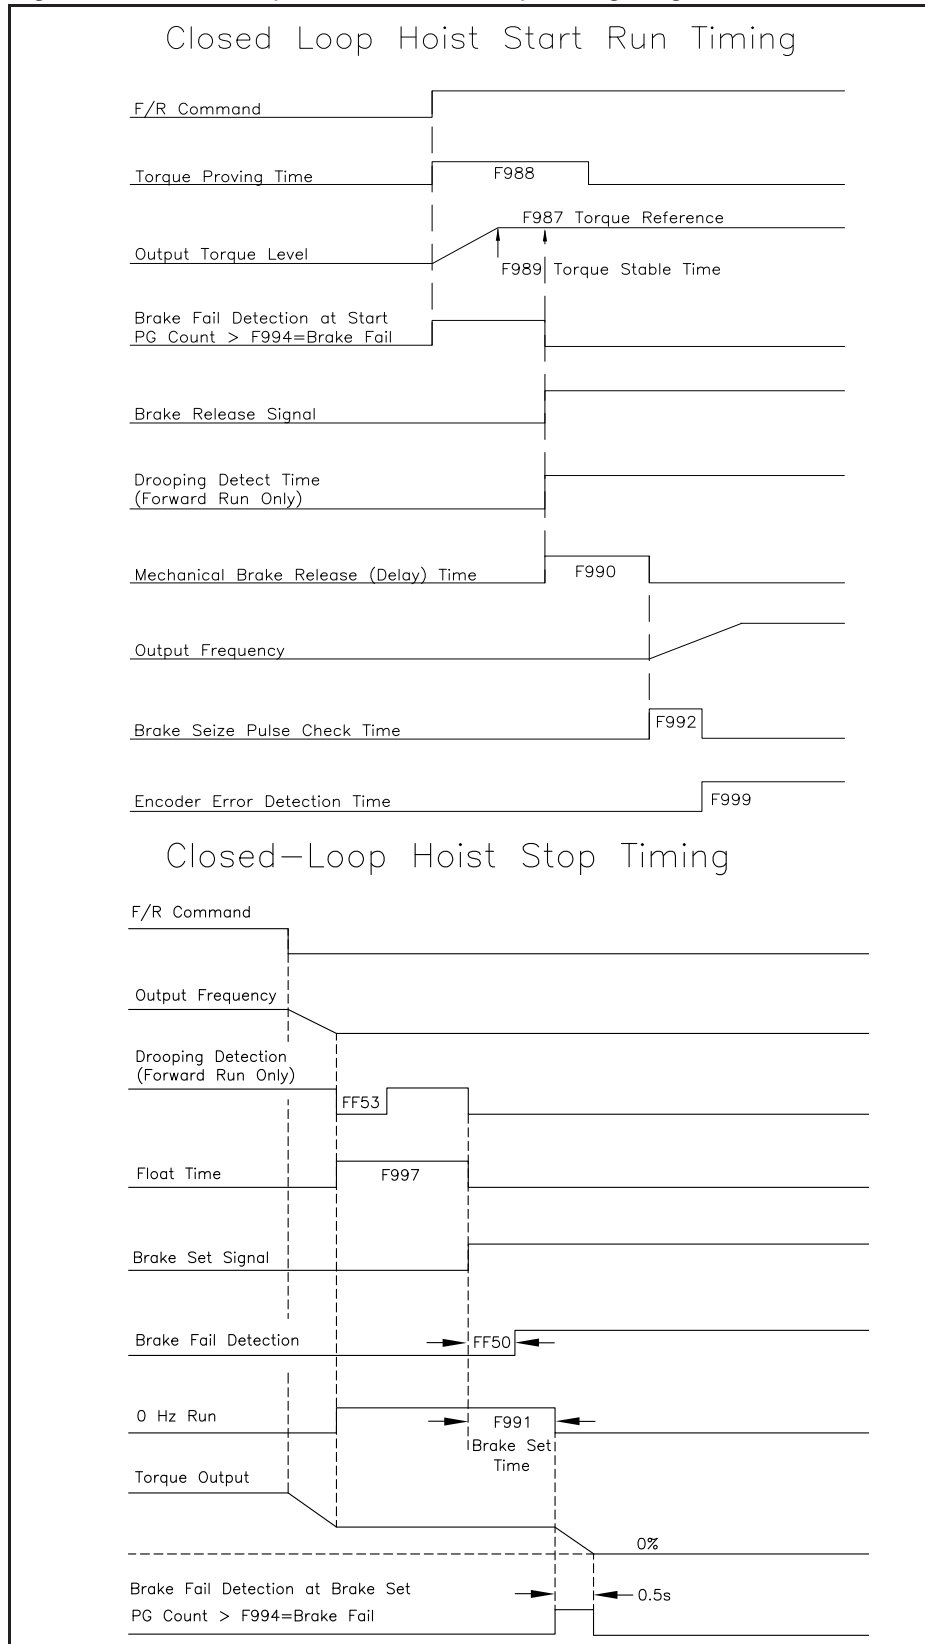 Closed Loop Hoist Start Run Timing
F/R Command
Torque Proving Time
F988
F987 Torque Reference
Output Torque Level
F989 Torque Stable Time
Brake Fail Detection at Start
PG Count > F994=Brake Fail
Brake Release Signal
Drooping Detect Time
(Forward Run Only)
Mechanical Brake Release (Delay) Time
F990
Output Frequency
Brake Seize Pulse Check Time
F992
Encoder Error Detection Time
F999
Closed-Loop Hoist Stop Timing
F/R Command
Output Frequency
Drooping Detection
(Forward Run Only)
FF53
Float Time
F997
Brake Set Signal
Brake Fail Detection
FF50
0 Hz Run
F991
Brake Set
Time
Torque Output
0%
Brake Fail Detection at Brake Set
0.5s
PG Count > F994=Brake Fail